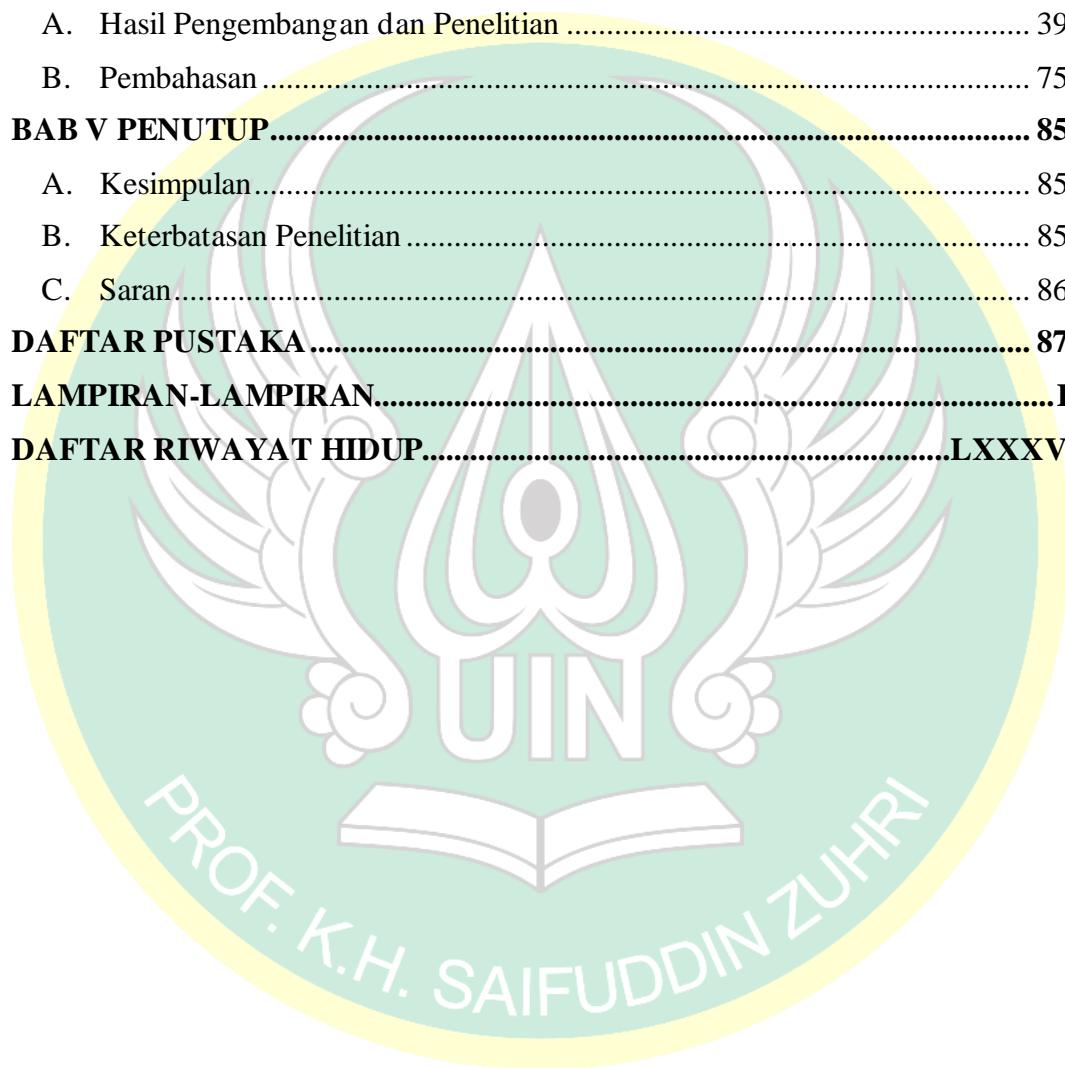 A. Hasil Pengembangan dan Penelitian .......................................................... 39
B. Pembahasan ................................................................................................ 75
BAB V PENUTUP............................................................................................... 85
A. Kesimpulan ................................................................................................. 85
B. Keterbatasan Penelitian .............................................................................. 85
C. Saran ........................................................................................................... 86
DAFTAR PUSTAKA .......................................................................................... 87
LAMPIRAN-LAMPIRAN..................................................................................... I
DAFTAR RIWAYAT HIDUP.................................................................. LXXXV
UIN
PROF. K.H. SAIFUDDIN ZUHRI